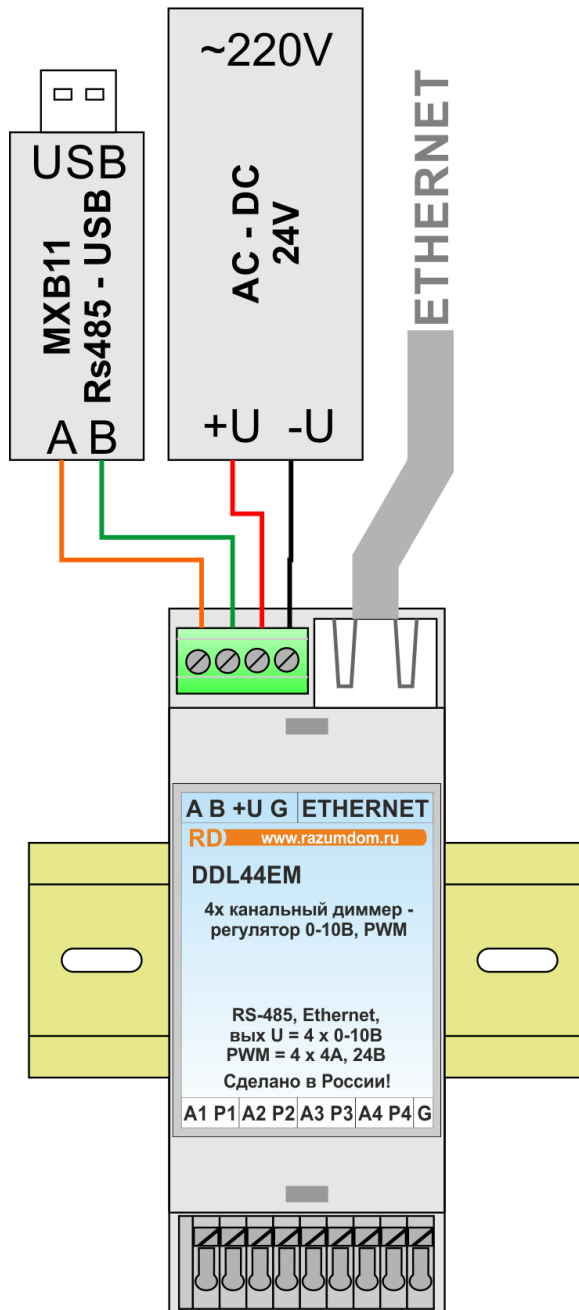 ~220V
USB
MXB11
Rs485 - USB
A B
AC - DC
24V
+U -U
ETHERNET
A B +U G ETHERNET
RD www.razumdom.ru
DDL44EM
4х канальный диммер -
регулятор 0-10В, PWM
RS-485, Ethernet,
вых U = 4 x 0-10В
PWM = 4 x 4А, 24В
Сделано в России!
A1 P1 A2 P2 A3 P3 A4 P4 G